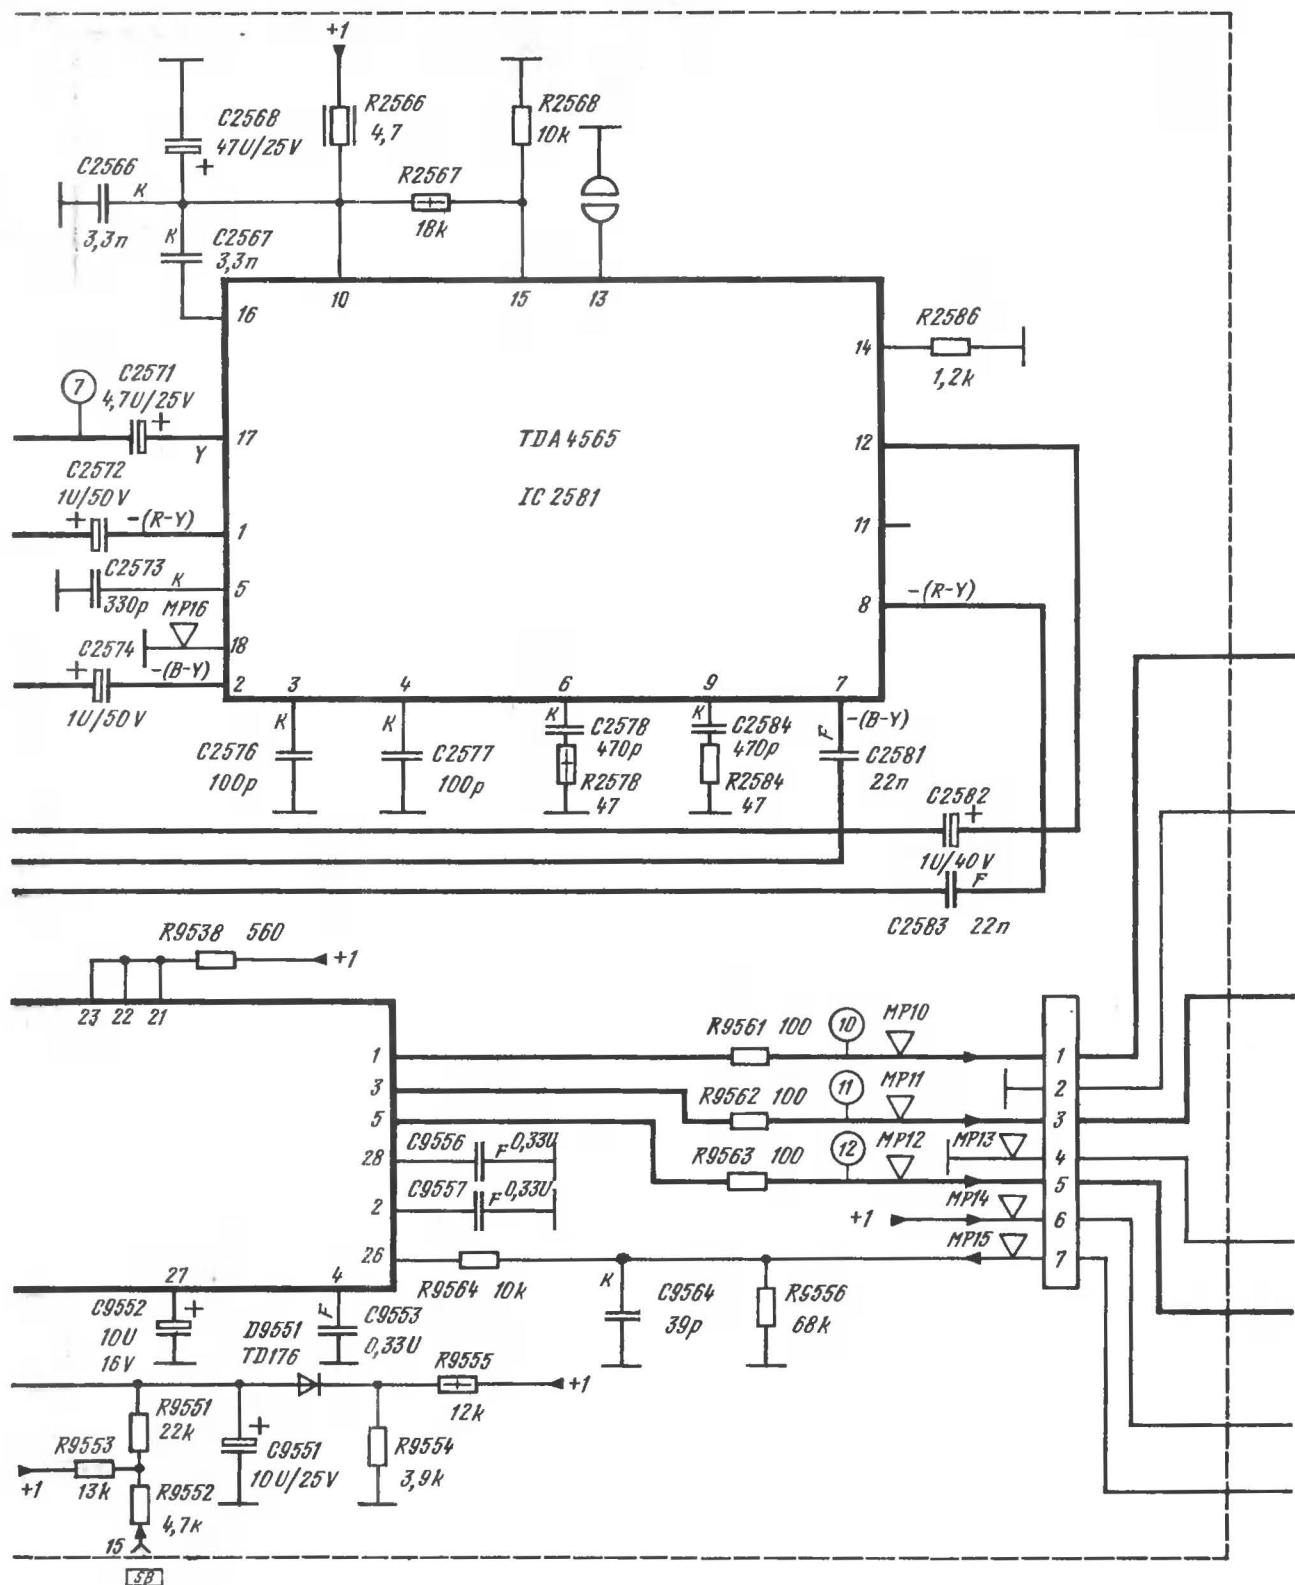 +1
C2568
47U/25V
+
R2566
4,7
R2568
10k
C2566
K
3,3n
R2567
18k
K
C2567
3,3n
16
10
15
13
R2586
14
1,2k
7
C2571
4,7U/25V
+
Y
17
TDA4565
12
C2572
1U/50V
+
-(R-Y)
1
IC 2581
11
C2573
K
330p
5
MP16
-(R-Y)
8
18
C2574
+
-(B-Y)
1U/50V
2
3
4
6
9
7
K
C2576
100p
K
C2577
100p
K
C2578
470p
R2578
47
K
C2584
470p
R2584
47
F
-(B-Y)
C2581
22n
C2582
+
1U/40V
F
C2583 22n
R9538 560
+1
23 22 21
1
R9561 100
10
MP10
1
3
R9562 100
11
MP11
2
3
5
R9563 100
12
MP12
MP13
4
28
C9556
F 0,33U
5
2
C9557
F 0,33U
+1
MP14
6
26
R9564 10k
MP15
7
27
4
C9552
+
10U
16V
F
C9553
0,33U
K
C9564
39p
R9556
68k
D9551
TD176
R9555
12k
+1
R9551
22k
R9553
13k
+1
+
C9551
10U/25V
R9554
3,9k
R9552
4,7k
15
SB